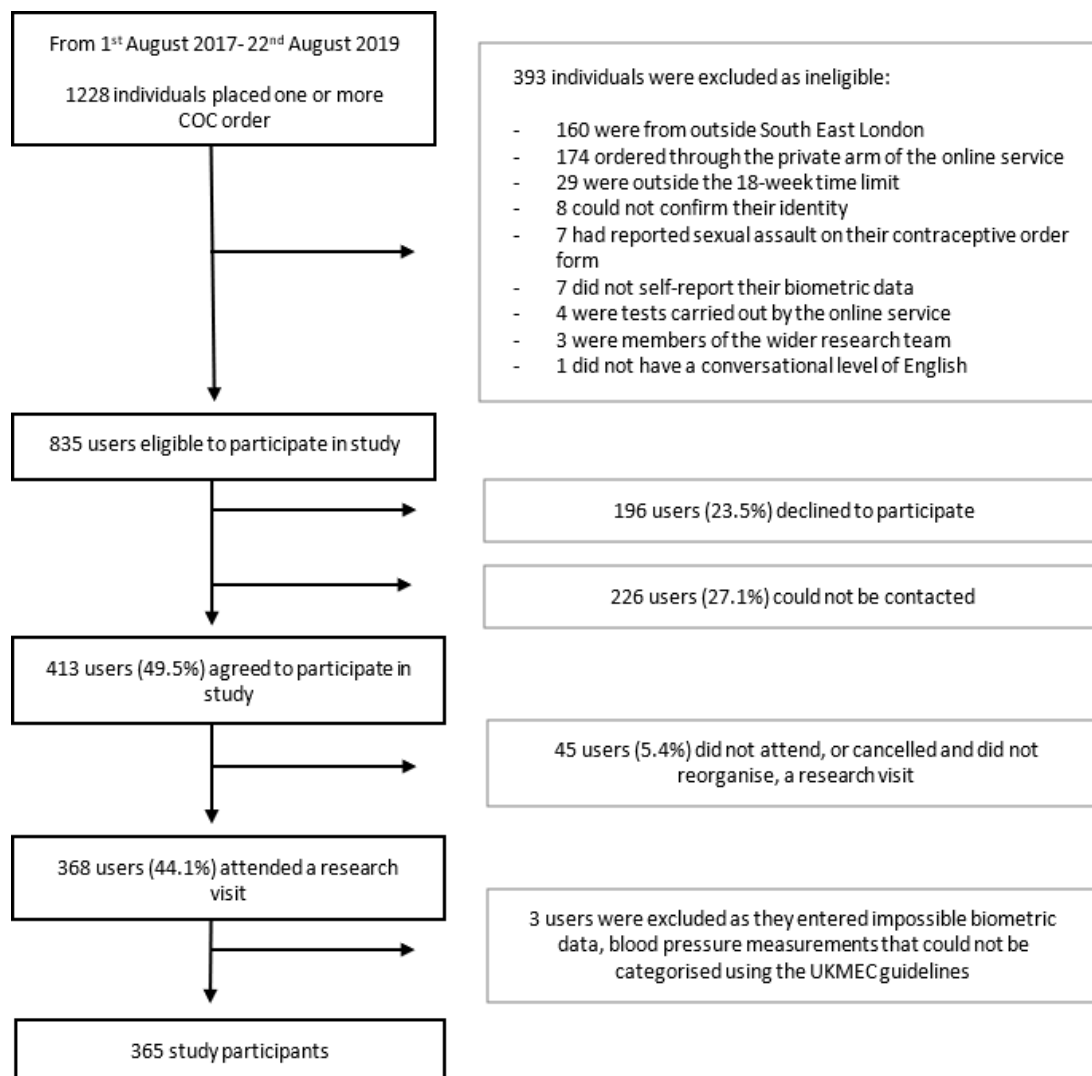 From 1st August 2017- 22nd August 2019
1228 individuals placed one or more
COC order
393 individuals were excluded as ineligible:
- 160 were from outside South East London
- 174 ordered through the private arm of the online service
- 29 were outside the 18-week time limit
- 8 could not confirm their identity
- 7 had reported sexual assault on their contraceptive order
form
- 7 did not self-report their biometric data
- 4 were tests carried out by the online service
- 3 were members of the wider research team
- 1 did not have a conversational level of English
835 users eligible to participate in study
196 users (23.5%) declined to participate
226 users (27.1%) could not be contacted
413 users (49.5%) agreed to participate in
study
45 users (5.4%) did not attend, or cancelled and did not
reorganise, a research visit
368 users (44.1%) attended a research
visit
3 users were excluded as they entered impossible biometric
data, blood pressure measurements that could not be
categorised using the UKMEC guidelines
365 study participants